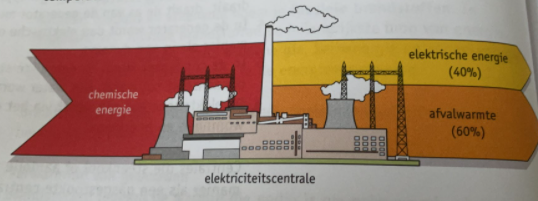 chemische
energie
elektrische energie
(40%)
afvalwarmte
(60%)
elektriciteitscentrale